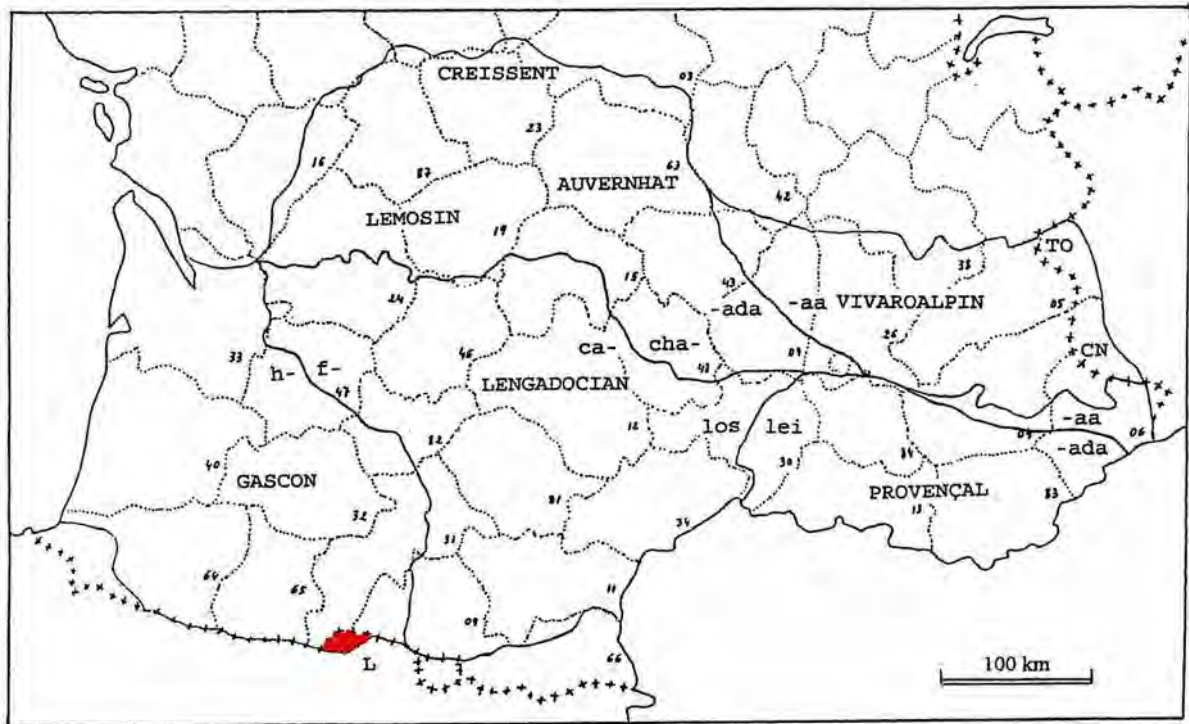 CREISSENT
03
23
16
87
63
AUVERNHAT
42
LEMOSIN
19
TO
38
15
43
-ada
-aa VIVAROALPIN
05
24
26
33
46
ca-
cha-
48
07
CN
h-
f-
47
LENGADOCIAN
los
lei
12
-aa
04
06
-ada
82
30
84
40
GASCON
81
PROVENÇAL
83
13
32
34
31
64
65
11
09
66
L
100 km